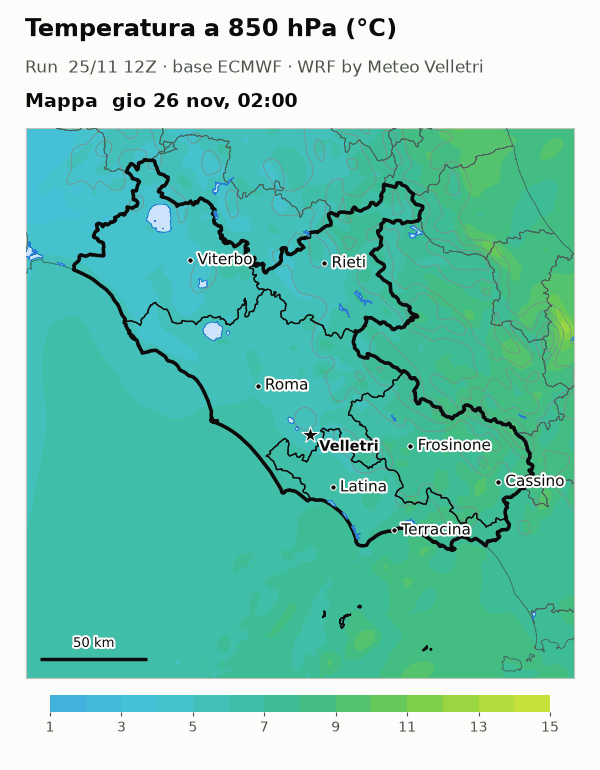 Temperatura a 850 hPa (°C)
Run  25/11 12Z · base ECMWF · WRF by Meteo Velletri
Mappa  gio 26 nov, 02:00
Viterbo
Rieti
Roma
Velletri
Frosinone
Cassino
Latina
Terracina
50 km
1 3 5 7 9 11 13 15